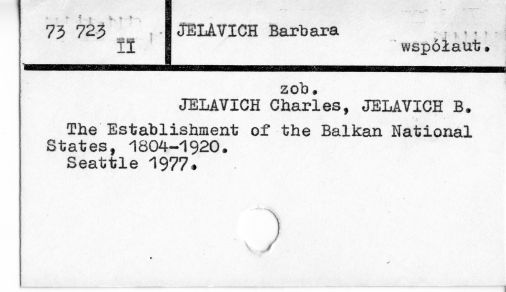 73 723
II
JELAVICH Barbara
współaut.
zob.
JELAVICH Charles, JELAVICH B.
The Establishment of the Balkan National
States, 1804-1920.
Seattle 1977.